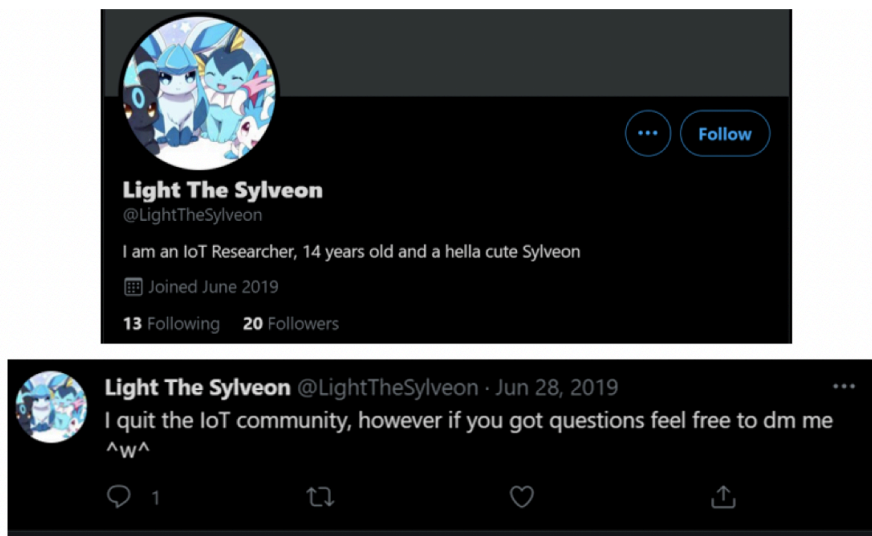 Follow
Light The Sylveon
@LightTheSylveon
I am an IoT Researcher, 14 years old and a hella cute Sylveon
Joined June 2019
13 Following 20 Followers
Light The Sylveon @LightTheSylveon · Jun 28, 2019
I quit the IoT community, however if you got questions feel free to dm me
^w^
1